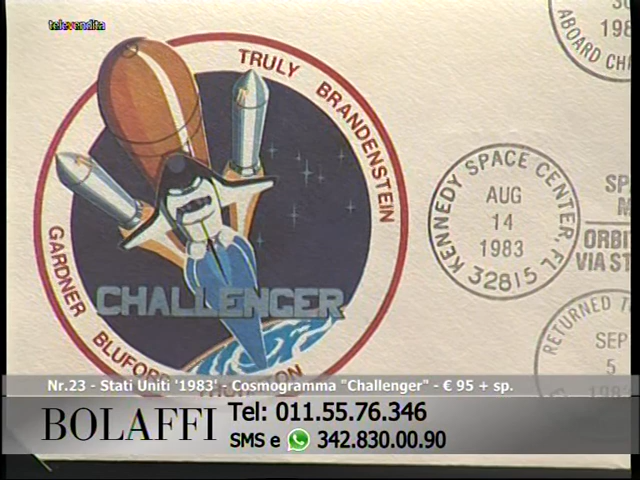 televendita
TRULY BRANDENSTEIN
GARDNER BLUFORD THORNTON
CHALLENGER
ABOARD
KENNEDY SPACE CENTER, FL
AUG
14
1983
32815
ORBIT
VIA
RETURNED
SEP
5
Nr.23 - Stati Uniti '1983' - Cosmogramma "Challenger" - € 95 + sp.
BOLAFFI
Tel: 011.55.76.346
SMS e 342.830.00.90